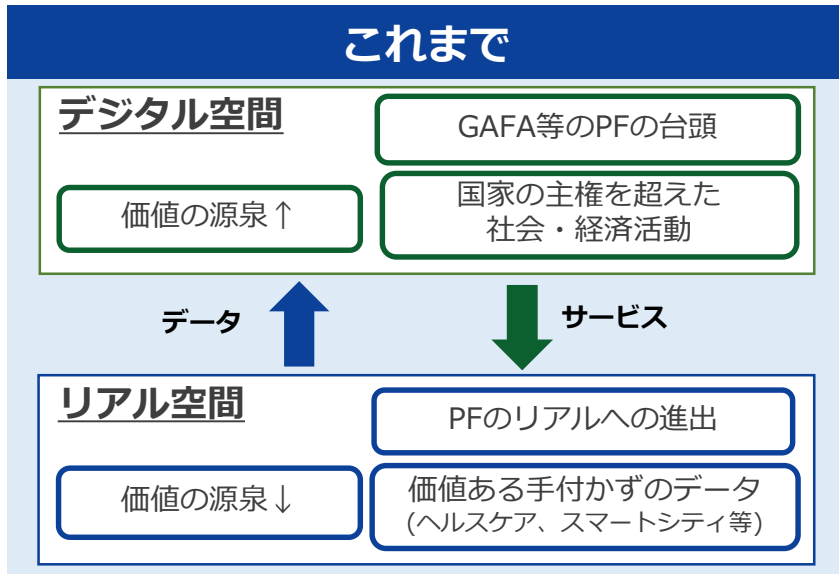 これまで
デジタル空間
GAFA等のPFの台頭
価値の源泉↑
国家の主権を超えた
社会・経済活動
データ
サービス
リアル空間
PFのリアルへの進出
価値の源泉↓
価値ある手付かずのデータ
(ヘルスケア、スマートシティ等)